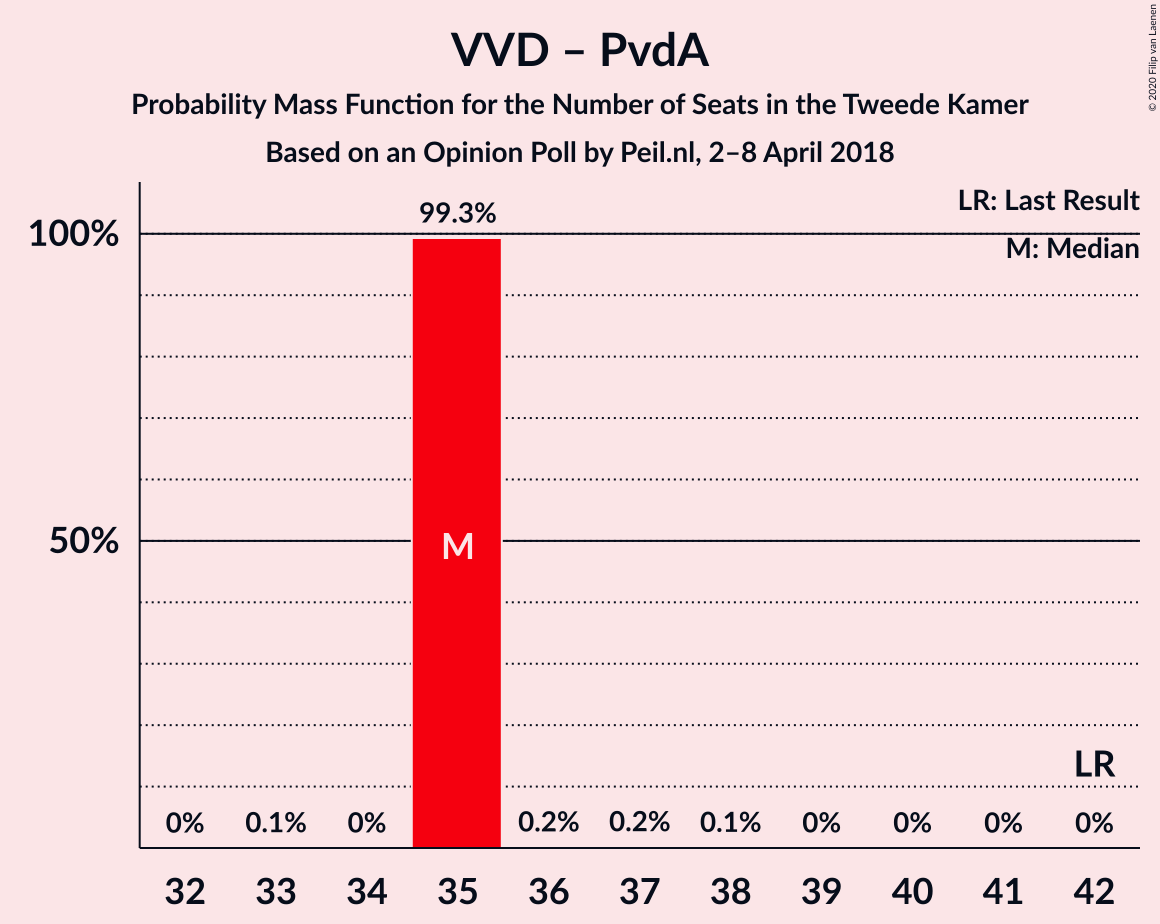 VVD – PvdA
Probability Mass Function for the Number of Seats in the Tweede Kamer
Based on an Opinion Poll by Peil.nl, 2–8 April 2018
© 2020 Filip van Laenen
LR: Last Result
M: Median
99.3%
100%
50%
M
LR
0% 0.1% 0% 0.2% 0.2% 0.1% 0% 0% 0% 0%
32 33 34 35 36 37 38 39 40 41 42